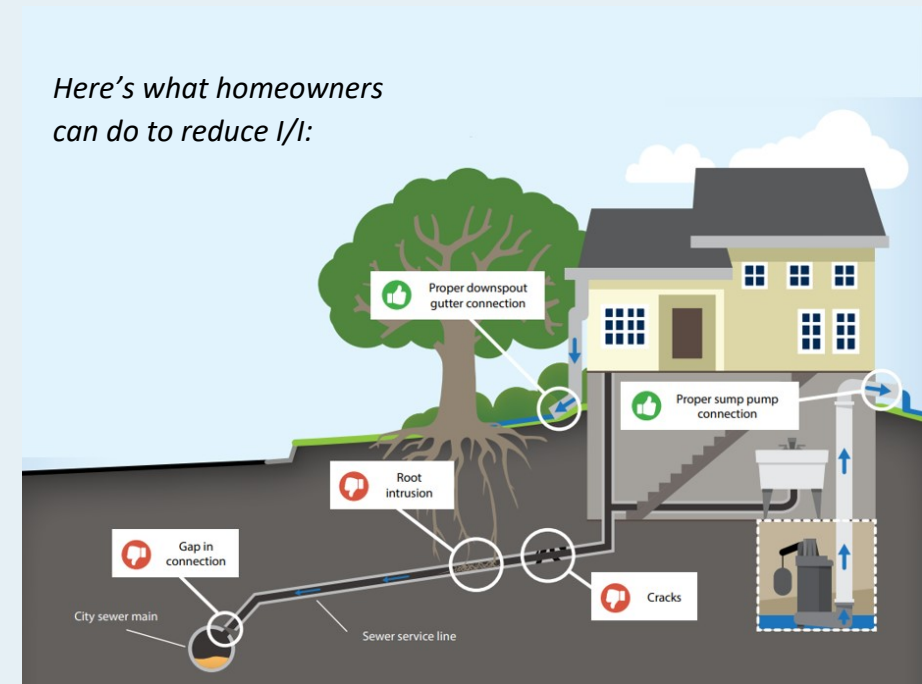 Here’s what homeowners
can do to reduce I/I:
Proper downspout
gutter connection
Proper sump pump
connection
Root
intrusion
Gap in
connection
Cracks
City sewer main
Sewer service line